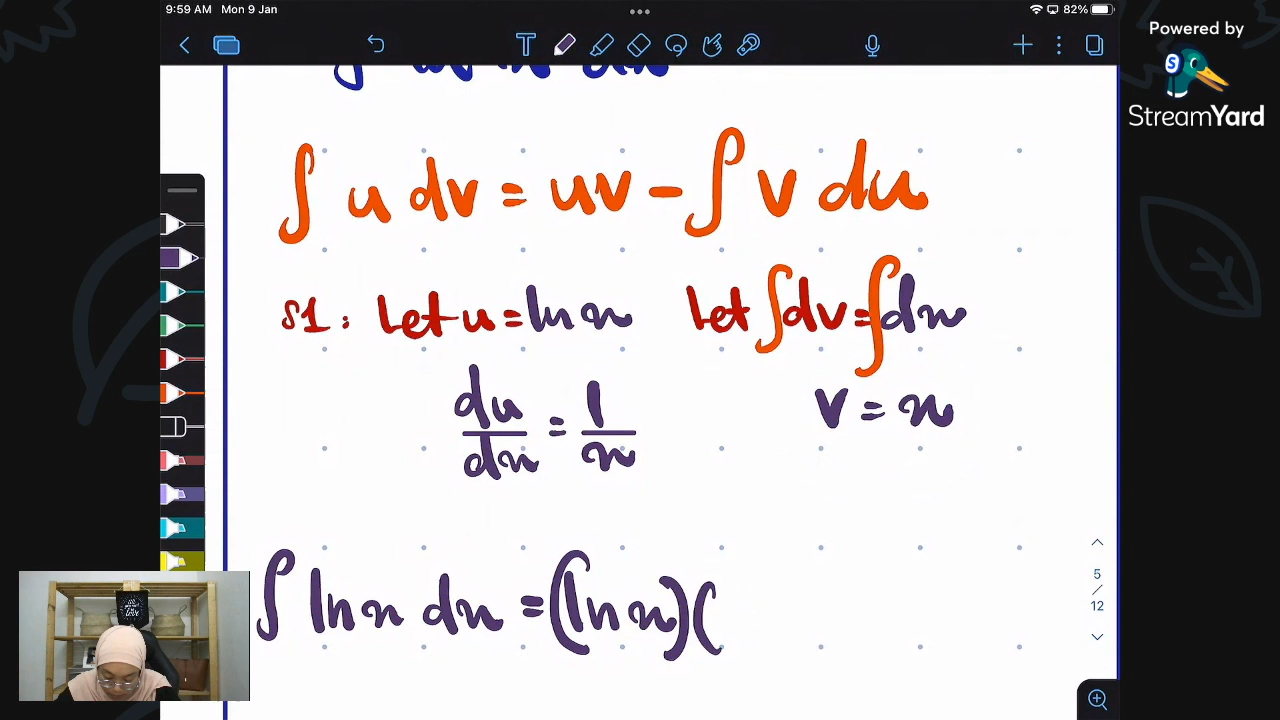 9:59 AM Mon 9 Jan
82%
Powered by
StreamYard
T
∫ u dv = uv - ∫ v du
S1 : Let u = ln x Let ∫ dv = ∫ dx
du/dx = 1/x v = x
5
/
12
∫ ln x dx = (ln x)(